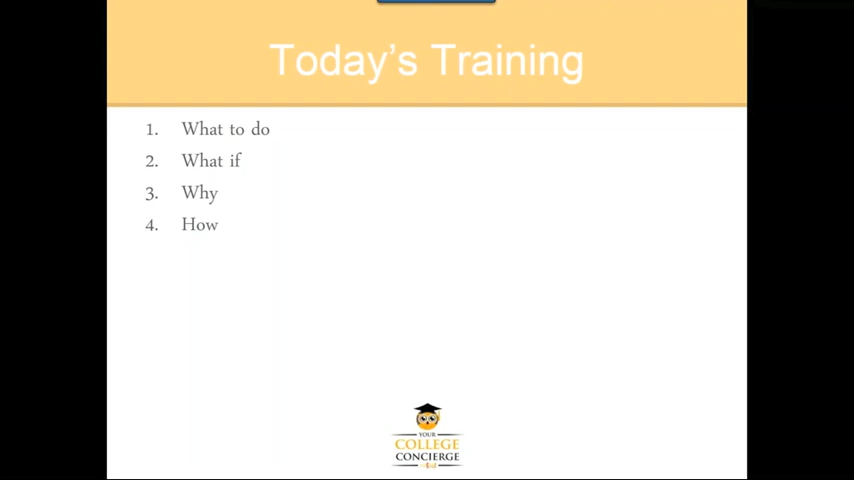 Today's Training
1. What to do
2. What if
3. Why
4. How
YOUR
COLLEGE
CONCIERGE